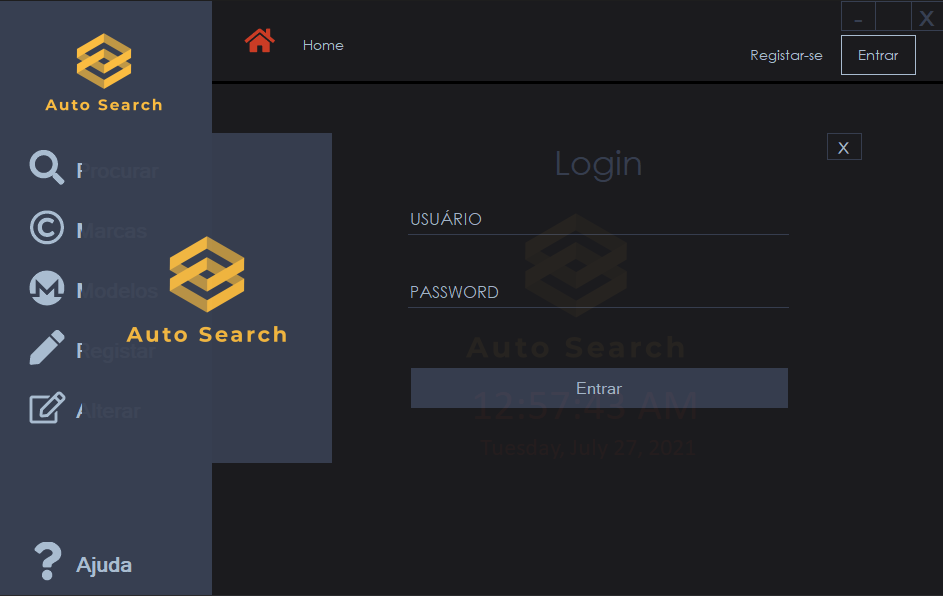 Auto Search
Home
Registar-se
Entrar
-
X
Procurar
Marcas
Modelos
Registar
Alterar
Ajuda
Auto Search
Login
X
USUÁRIO
PASSWORD
Auto Search
Entrar
12:57:43 AM
Tuesday, July 27, 2021